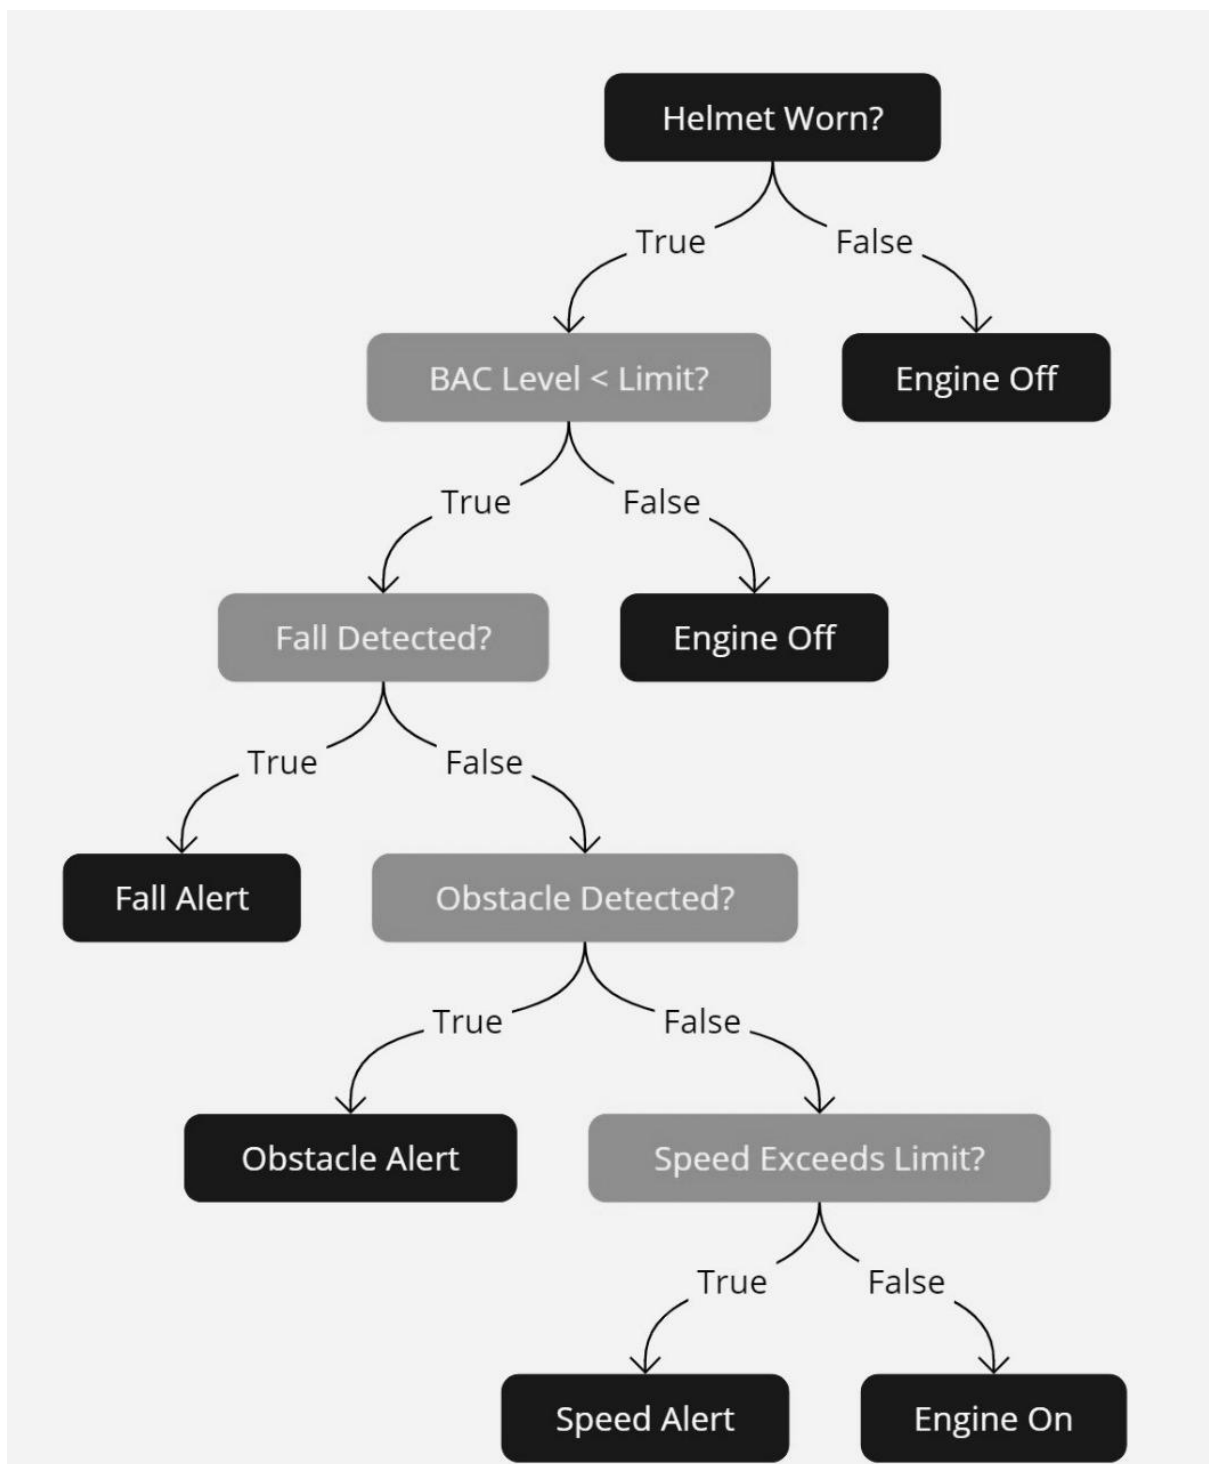 Helmet Worn?
True
False
BAC Level < Limit?
Engine Off
True
False
Fall Detected?
Engine Off
True
False
Fall Alert
Obstacle Detected?
True
False
Obstacle Alert
Speed Exceeds Limit?
True
False
Speed Alert
Engine On